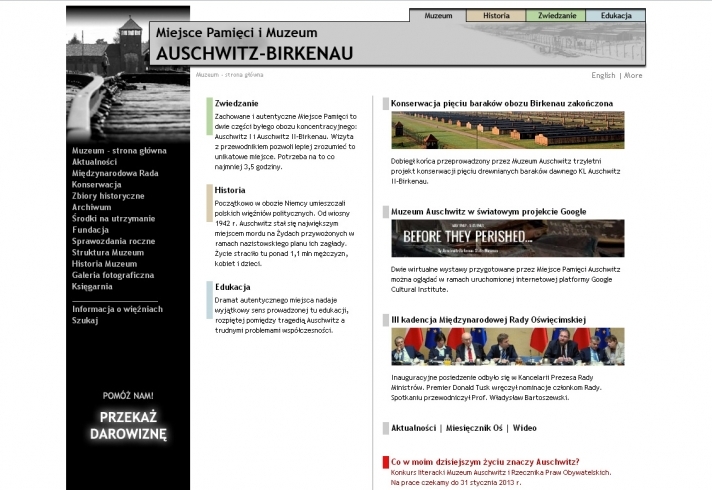 Muzeum
Historia
Zwiedzanie
Edukacja
Miejsce Pamięci i Muzeum
AUSCHWITZ-BIRKENAU
Muzeum - strona główna
English | More
Muzeum - strona główna
Aktualności
Międzynarodowa Rada
Konserwacja
Zbiory historyczne
Archiwum
Środki na utrzymanie
Fundacja
Sprawozdania roczne
Struktura Muzeum
Historia Muzeum
Galeria fotograficzna
Księgarnia
Informacja o więźniach
Szukaj
POMÓŻ NAM!
PRZEKAŻ
DAROWIZNĘ
Zwiedzanie
Zachowane i autentyczne Miejsce Pamięci to
dwie części byłego obozu koncentracyjnego:
Auschwitz I i Auschwitz II-Birkenau. Wizyta
z przewodnikiem pozwoli lepiej zrozumieć to
unikatowe miejsce. Potrzeba na to co
najmniej 3,5 godziny.
Historia
Początkowo w obozie Niemcy umieszczali
polskich więźniów politycznych. Od wiosny
1942 r. Auschwitz stał się największym
miejscem mordu na Żydach przywożonych w
ramach nazistowskiego planu ich zagłady.
Życie straciło tu ponad 1,1 mln mężczyzn,
kobiet i dzieci.
Edukacja
Dramat autentycznego miejsca nadaje
wyjątkowy sens prowadzonej tu edukacji,
rozpiętej pomiędzy tragedią Auschwitz a
trudnymi problemami współczesności.
Konserwacja pięciu baraków obozu Birkenau zakończona
Dobiegł końca przeprowadzony przez Muzeum Auschwitz trzyletni
projekt konserwacji pięciu drewnianych baraków dawnego KL Auschwitz
II-Birkenau.
Muzeum Auschwitz w światowym projekcie Google
BEFORE THEY PERISHED...
Dwie wirtualne wystawy przygotowane przez Miejsce Pamięci Auschwitz
można oglądać w ramach uruchomionej internetowej platformy Google
Cultural Institute.
III kadencja Międzynarodowej Rady Oświęcimskiej
Inauguracyjne posiedzenie odbyło się w Kancelarii Prezesa Rady
Ministrów. Premier Donald Tusk wręczył nominacje członkom Rady.
Spotkaniu przewodniczył Prof. Władysław Bartoszewski.
Aktualności | Miesięcznik Oś | Wideo
Co w moim dzisiejszym życiu znaczy Auschwitz?
Konkurs literacki Muzeum Auschwitz i Rzecznika Praw Obywatelskich.
Na prace czekamy do 31 stycznia 2013 r.